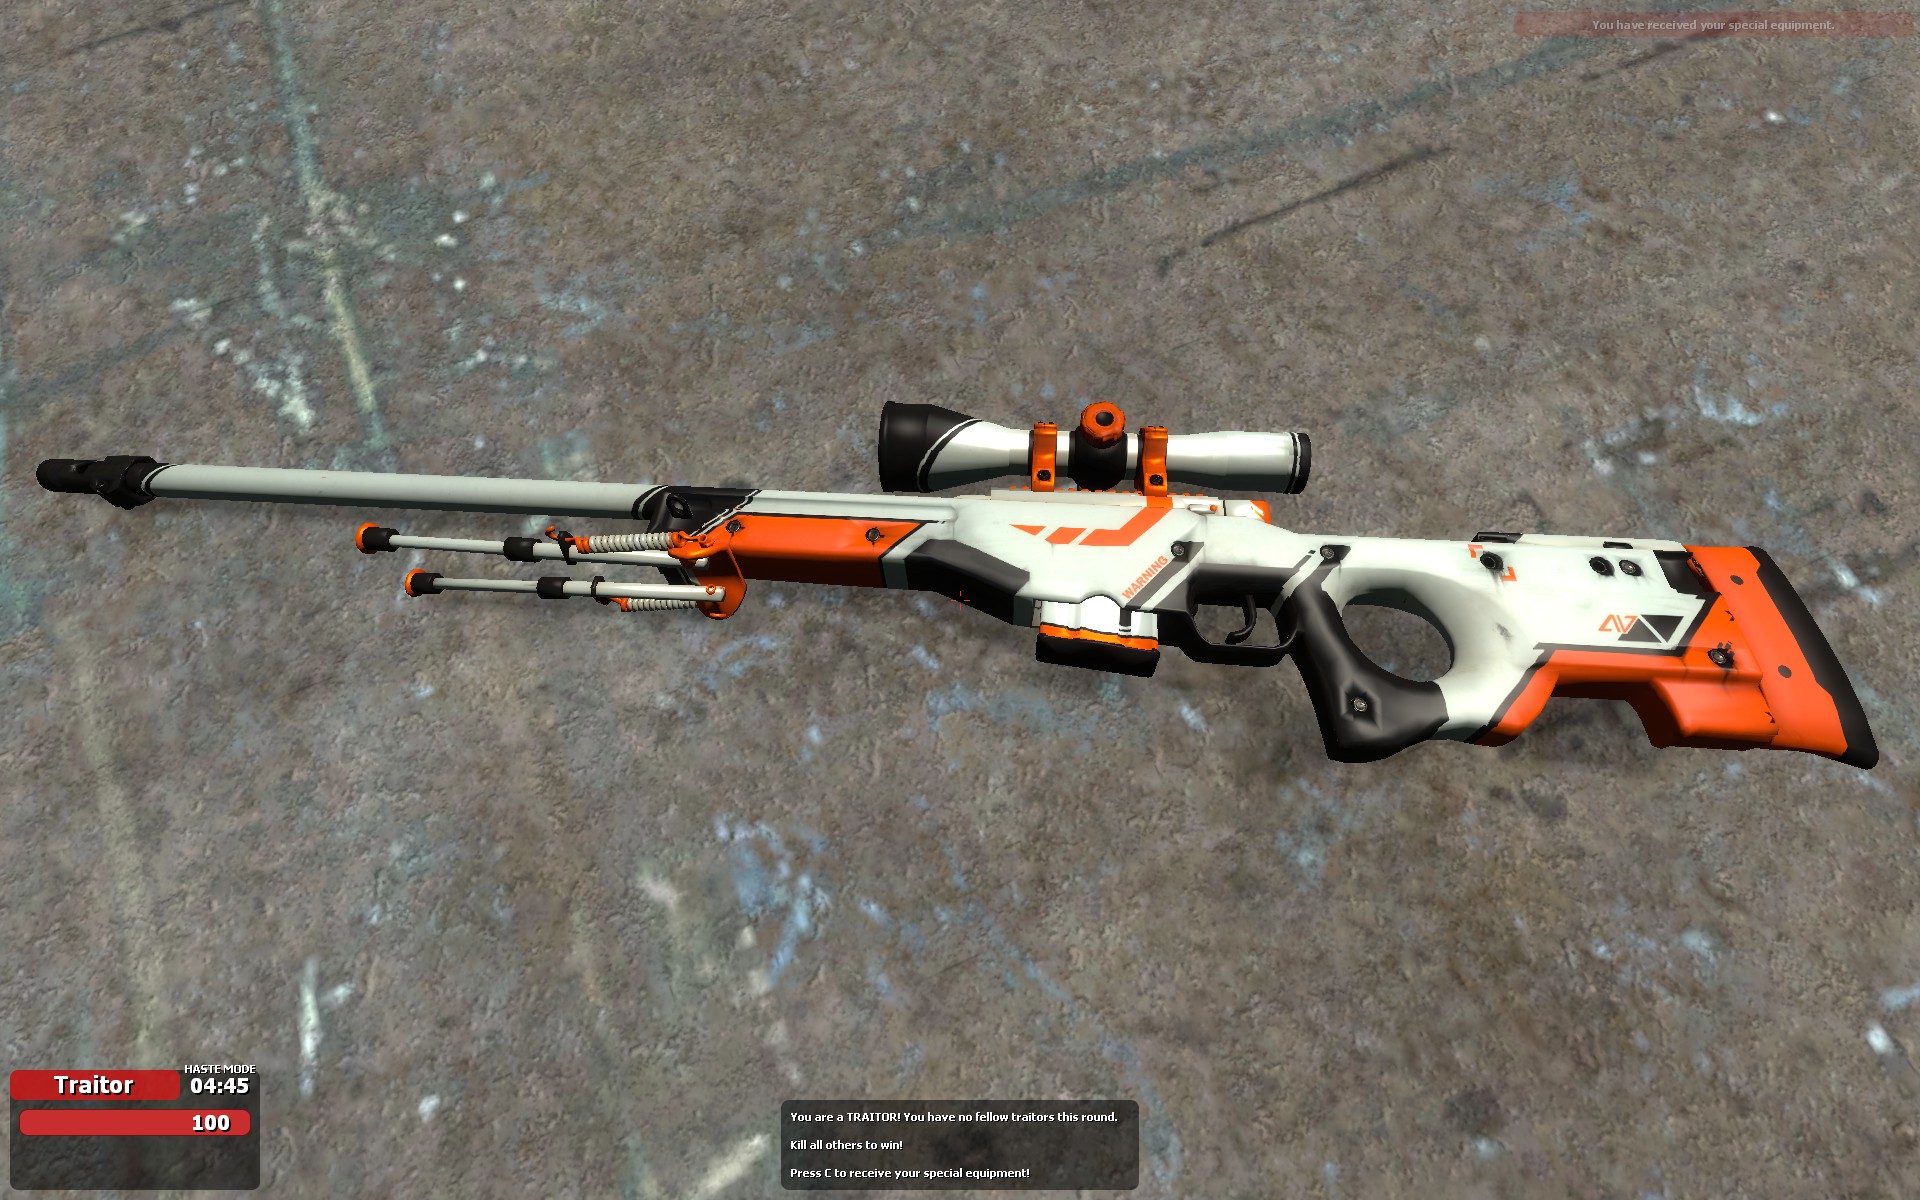 You have received your special equipment.
WARNING
Traitor
HASTE MODE
04:45
100
You are a TRAITOR! You have no fellow traitors this round.
Kill all others to win!
Press C to receive your special equipment!